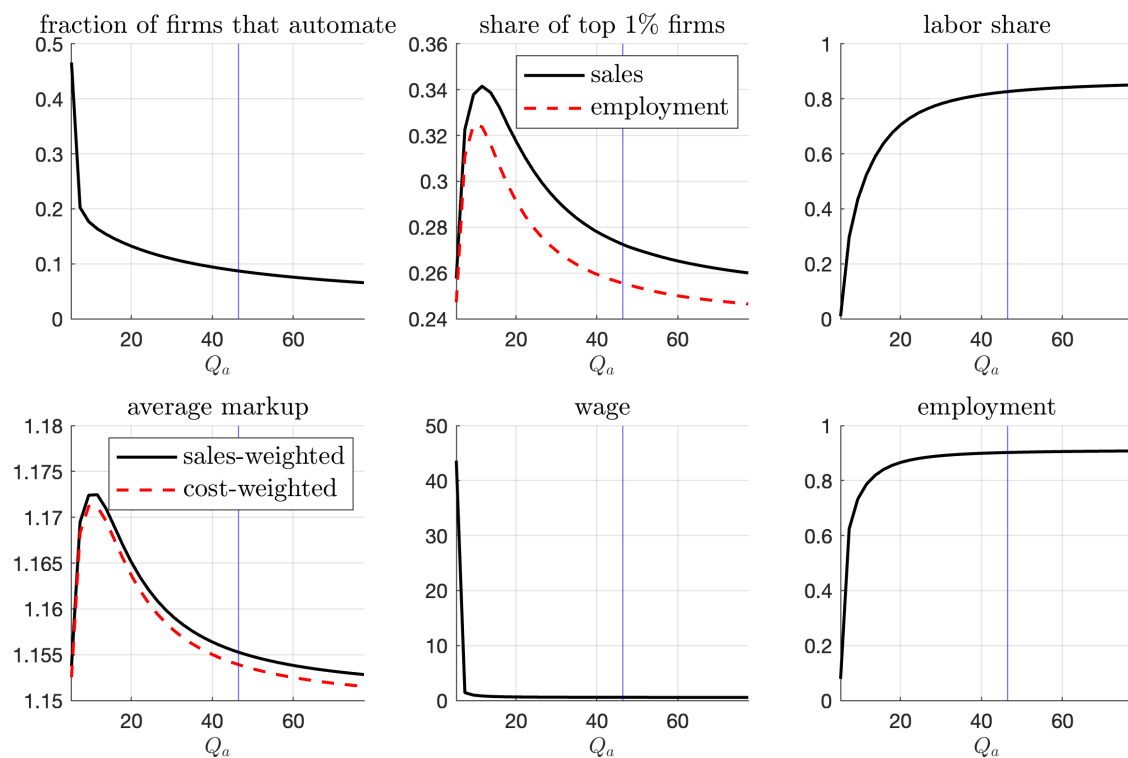 fraction of firms that automate
0.5
0.4
0.3
0.2
0.1
0
20 40 60
Q_a
share of top 1% firms
0.36
0.34
0.32
0.3
0.28
0.26
0.24
sales
employment
20 40 60
Q_a
labor share
1
0.8
0.6
0.4
0.2
0
20 40 60
Q_a
average markup
1.18
1.175
1.17
1.165
1.16
1.155
1.15
sales-weighted
cost-weighted
20 40 60
Q_a
wage
50
40
30
20
10
0
20 40 60
Q_a
employment
1
0.8
0.6
0.4
0.2
0
20 40 60
Q_a